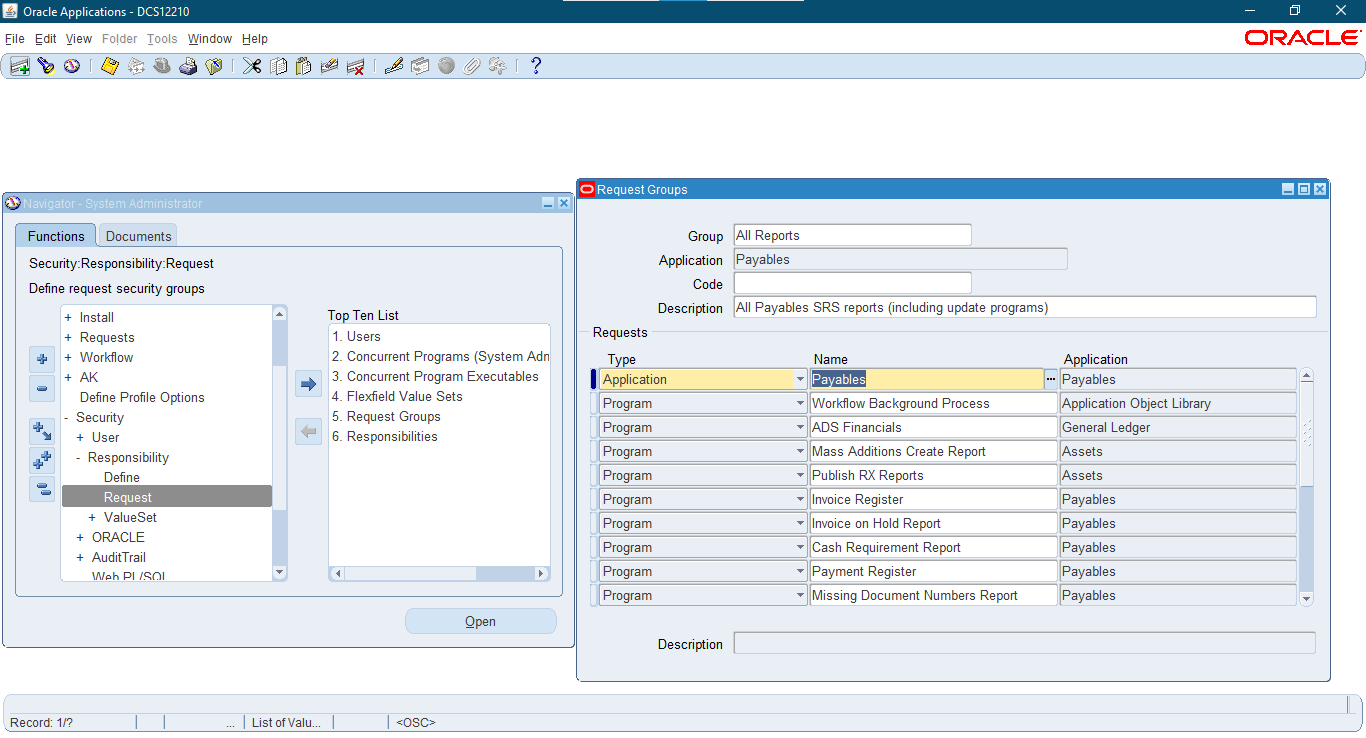 Oracle Applications - DCS12210
File Edit View Folder Tools Window Help
ORACLE
Navigator - System Administrator
Functions Documents
Security:Responsibility:Request
Define request security groups
+ Install
+ Requests
+ Workflow
+ AK
Define Profile Options
- Security
+ User
- Responsibility
Define
Request
+ ValueSet
+ ORACLE
+ AuditTrail
Web PL/SQL
Top Ten List
1. Users
2. Concurrent Programs (System Adm
3. Concurrent Program Executables
4. Flexfield Value Sets
5. Request Groups
6. Responsibilities
Open
Request Groups
Group All Reports
Application Payables
Code
Description All Payables SRS reports (including update programs)
Requests
Type Name Application
Application Payables ... Payables
Program Workflow Background Process Application Object Library
Program ADS Financials General Ledger
Program Mass Additions Create Report Assets
Program Publish RX Reports Assets
Program Invoice Register Payables
Program Invoice on Hold Report Payables
Program Cash Requirement Report Payables
Program Payment Register Payables
Program Missing Document Numbers Report Payables
Description
Record: 1/? ... List of Valu... <OSC>